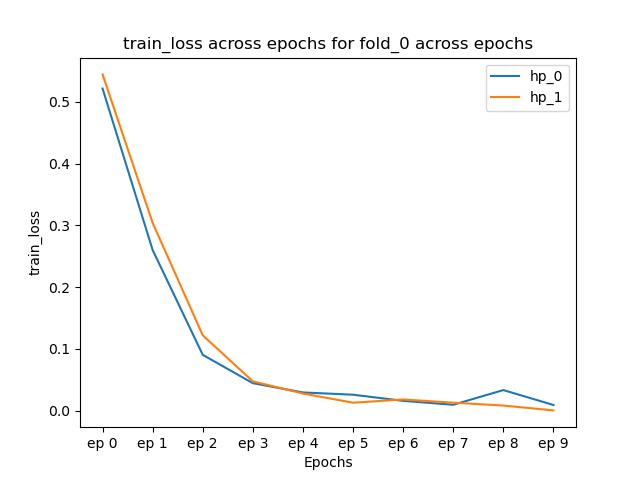 train_loss across epochs for fold_0 across epochs
hp_0
hp_1
train_loss
0.5
0.4
0.3
0.2
0.1
0.0
ep 0 ep 1 ep 2 ep 3 ep 4 ep 5 ep 6 ep 7 ep 8 ep 9
Epochs